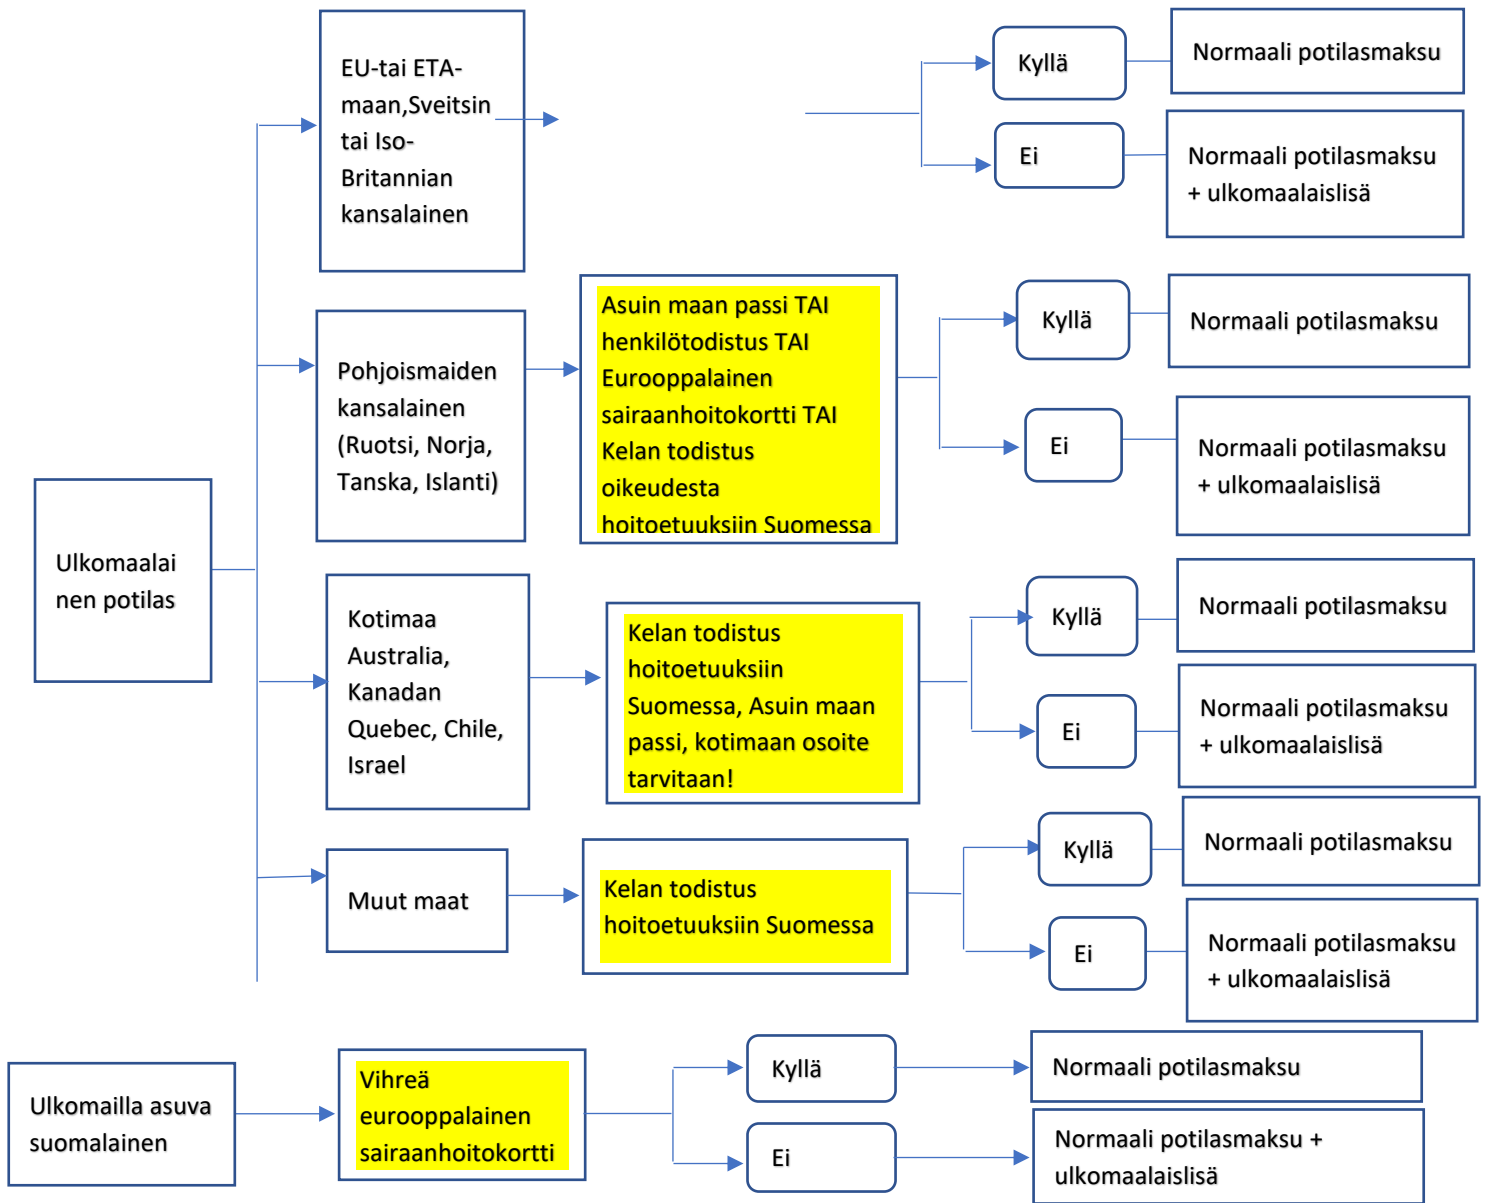 EU-tai ETA-
maan,Sveitsin
tai Iso-
Britannian
kansalainen
Kyllä
Normaali potilasmaksu
Ei
Normaali potilasmaksu
+ ulkomaalaislisä
Pohjoismaiden
kansalainen
(Ruotsi, Norja,
Tanska, Islanti)
Asuin maan passi TAI
henkilötodistus TAI
Eurooppalainen
sairaanhoitokortti TAI
Kelan todistus
oikeudesta
hoitoetuuksiin Suomessa
Kyllä
Normaali potilasmaksu
Ei
Normaali potilasmaksu
+ ulkomaalaislisä
Ulkomaalai
nen potilas
Kotimaa
Australia,
Kanadan
Quebec, Chile,
Israel
Kelan todistus
hoitoetuuksiin
Suomessa, Asuin maan
passi, kotimaan osoite
tarvitaan!
Kyllä
Normaali potilasmaksu
Ei
Normaali potilasmaksu
+ ulkomaalaislisä
Muut maat
Kelan todistus
hoitoetuuksiin Suomessa
Kyllä
Normaali potilasmaksu
Ei
Normaali potilasmaksu
+ ulkomaalaislisä
Ulkomailla asuva
suomalainen
Vihreä
eurooppalainen
sairaanhoitokortti
Kyllä
Normaali potilasmaksu
Ei
Normaali potilasmaksu +
ulkomaalaislisä